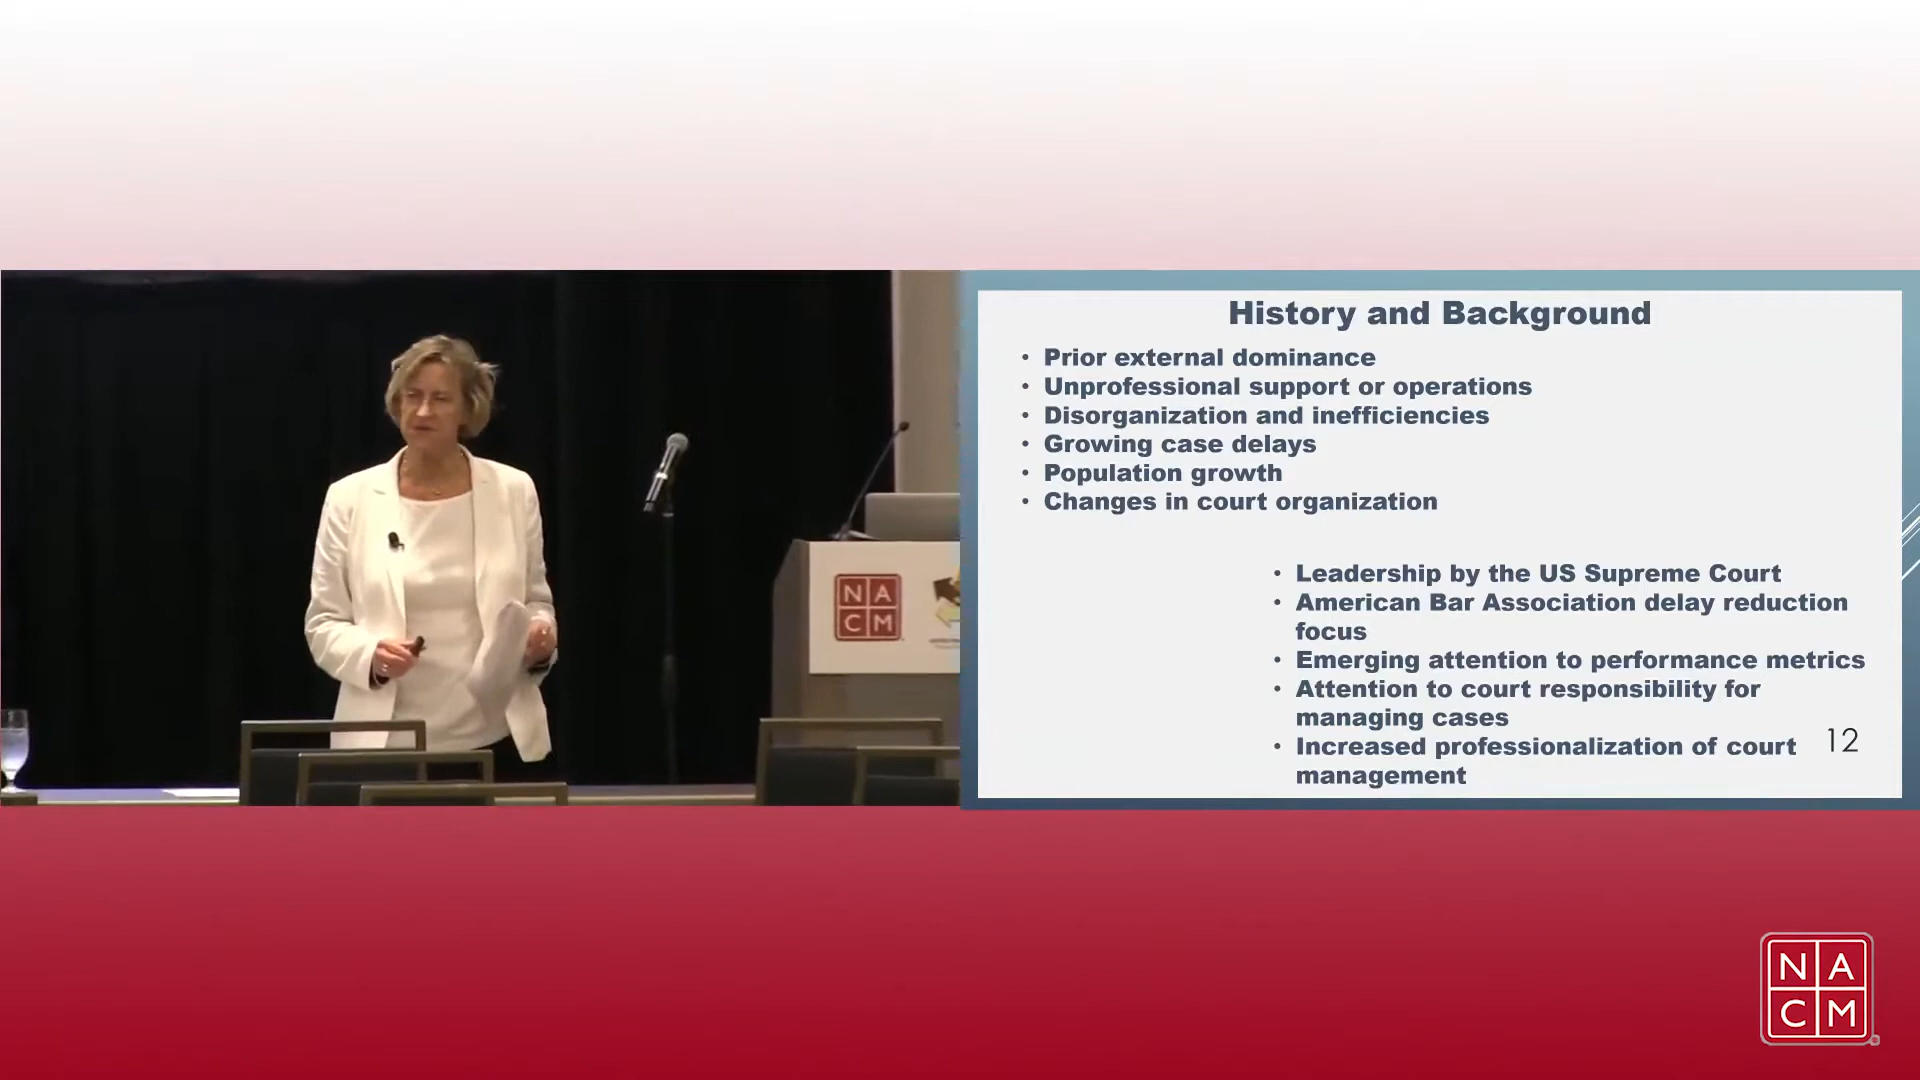 History and Background
• Prior external dominance
• Unprofessional support or operations
• Disorganization and inefficiencies
• Growing case delays
• Population growth
• Changes in court organization
• Leadership by the US Supreme Court
• American Bar Association delay reduction
focus
• Emerging attention to performance metrics
• Attention to court responsibility for
managing cases
• Increased professionalization of court
management
12
N A
C M
N A
C M